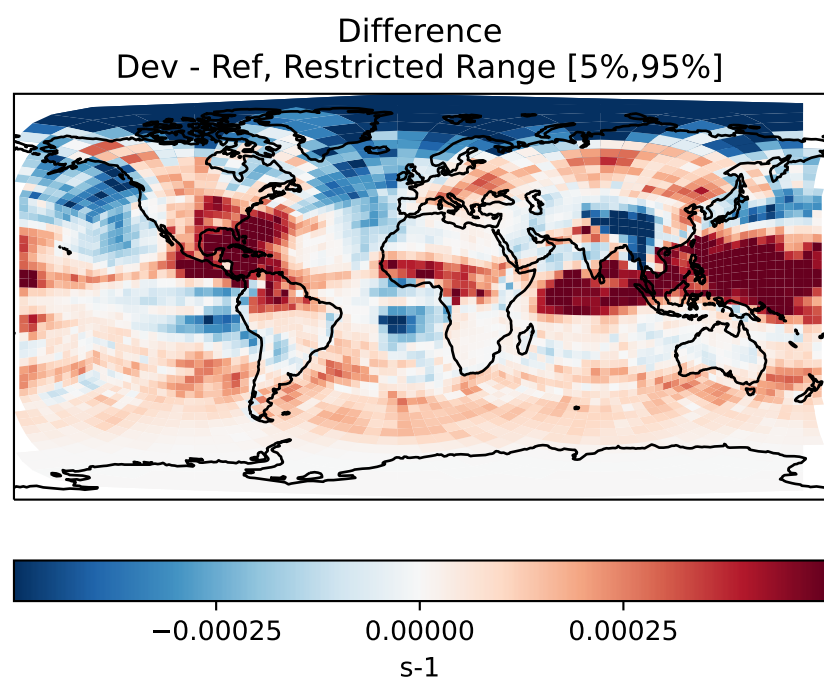 Difference
Dev - Ref, Restricted Range [5%,95%]
−0.00025 0.00000 0.00025
s-1